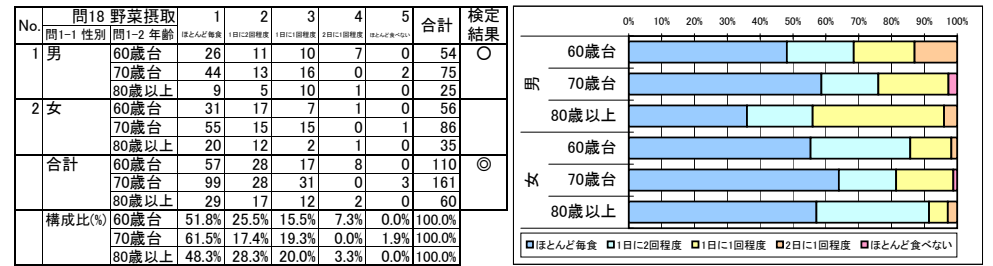 No. 問18 野菜摂取 1 2 3 4 5 合計 検定結果
問1-1 性別 問1-2 年齢 ほとんど毎食 1日に2回程度 1日に1回程度 2日に1回程度 ほとんど食べない
1 男 60歳台 26 11 10 7 0 54 〇
70歳台 44 13 16 0 2 75
80歳以上 9 5 10 1 0 25
2 女 60歳台 31 17 7 1 0 56
70歳台 55 15 15 0 1 86
80歳以上 20 12 2 1 0 35
合計 60歳台 57 28 17 8 0 110 ◎
70歳台 99 28 31 0 3 161
80歳以上 29 17 12 2 0 60
構成比(%) 60歳台 51.8% 25.5% 15.5% 7.3% 0.0% 100.0%
70歳台 61.5% 17.4% 19.3% 0.0% 1.9% 100.0%
80歳以上 48.3% 28.3% 20.0% 3.3% 0.0% 100.0%
0% 10% 20% 30% 40% 50% 60% 70% 80% 90% 100%
男
60歳台
70歳台
80歳以上
女
60歳台
70歳台
80歳以上
ほとんど毎食 1日に2回程度 1日に1回程度 2日に1回程度 ほとんど食べない